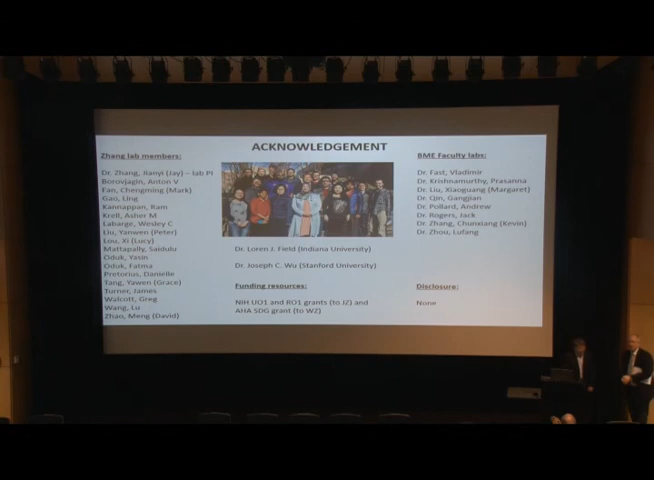 ACKNOWLEDGEMENT
Zhang lab members:
Dr. Zhang, Jianyi (Jay) – lab PI
Borovjagin, Anton V
Fan, Chengming (Mark)
Gao, Ling
Kannappan, Ram
Krell, Asher M
Labarge, Wesley C
Liu, Yanwen (Peter)
Lou, Xi (Lucy)
Mattapally, Saidulu
Oduk, Yasin
Oduk, Fatma
Pretorius, Danielle
Tang, Yawen (Grace)
Turner, James
Walcott, Greg
Wang, Lu
Zhao, Meng (David)
Dr. Loren J. Field (Indiana University)
Dr. Joseph C. Wu (Stanford University)
Funding resources:
NIH UO1 and RO1 grants (to JZ) and
AHA SDG grant (to WZ)
BME Faculty labs:
Dr. Fast, Vladimir
Dr. Krishnamurthy, Prasanna
Dr. Liu, Xiaoguang (Margaret)
Dr. Qin, Gangjian
Dr. Pollard, Andrew
Dr. Rogers, Jack
Dr. Zhang, Chunxiang (Kevin)
Dr. Zhou, Lufang
Disclosure:
None